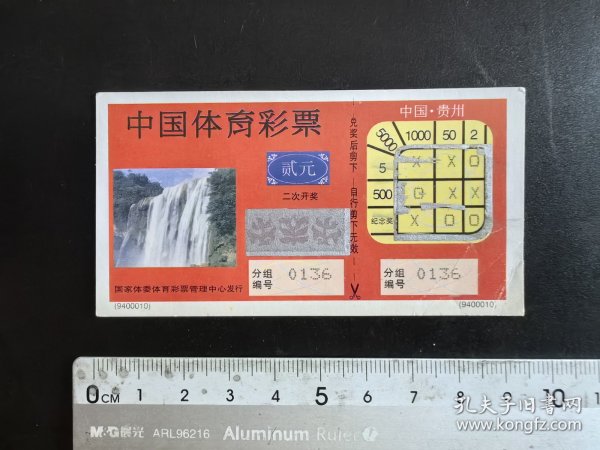 中国体育彩票
贰元
二次开奖
兑奖后剪下—自行剪下无效
分组编号 0136
国家体委体育彩票管理中心发行
(9400010)
中国·贵州
5000 1000 50 2
5 X X O
500 O X X
纪念奖 X O O
分组编号 0136
(9400010)
0CM 1 2 3 4 5 6 7 8 9 10
M&G晨光 ARL96216 Aluminum Ruler
孔夫子旧书网
www.kongfz.com